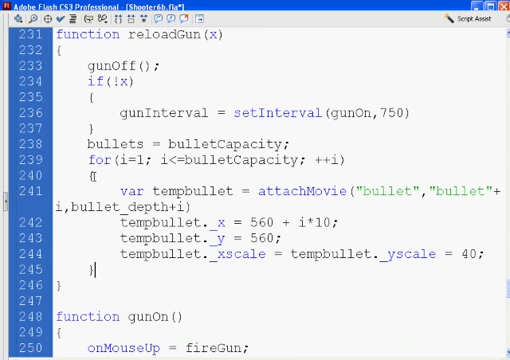 Adobe Flash CS3 Professional - [Shooter6b.fla*]
Script Assist
231 function reloadGun(x)
232 {
233 gunOff();
234 if(!x)
235 {
236 gunInterval = setInterval(gunOn,750)
237 }
238 bullets = bulletCapacity;
239 for(i=1; i<=bulletCapacity; ++i)
240 {
241 var tempbullet = attachMovie("bullet","bullet"+
i,bullet_depth+i)
242 tempbullet._x = 560 + i*10;
243 tempbullet._y = 560;
244 tempbullet._xscale = tempbullet._yscale = 40;
245 }
246 }
247
248 function gunOn()
249 {
250 onMouseUp = fireGun;